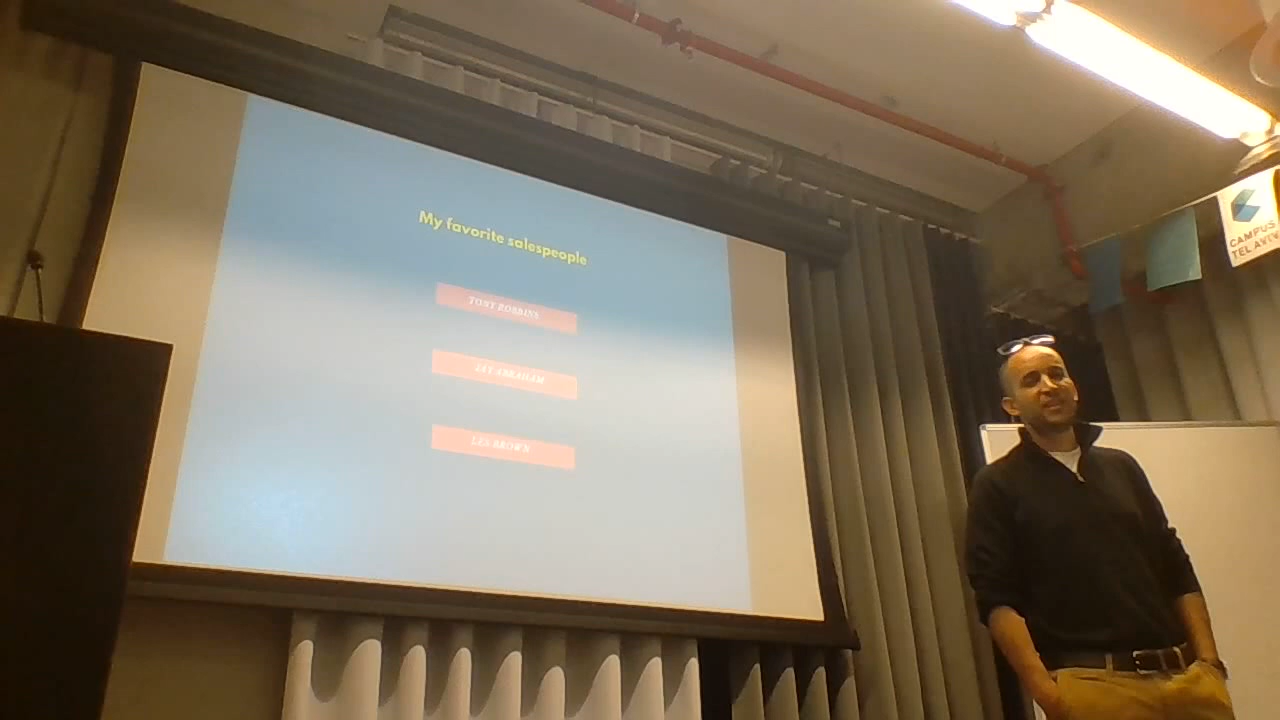 My favorite salespeople
TONY ROBBINS
JAY ABRAHAM
LES BROWN
CAMPUS
TEL AVIV